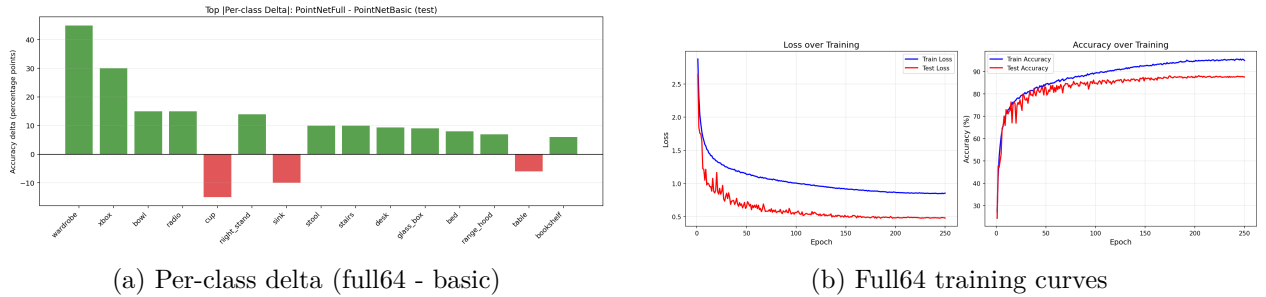 Top |Per-class Delta|: PointNetFull - PointNetBasic (test)
Accuracy delta (percentage points)
40
30
20
10
0
−10
wardrobe
xbox
bowl
radio
cup
night_stand
sink
stool
stairs
desk
glass_box
bed
range_hood
table
bookshelf
(a) Per-class delta (full64 - basic)
Loss over Training
Train Loss
Test Loss
Loss
2.5
2.0
1.5
1.0
0.5
0 50 100 150 200 250
Epoch
Accuracy over Training
Train Accuracy
Test Accuracy
Accuracy (%)
90
80
70
60
50
40
30
0 50 100 150 200 250
Epoch
(b) Full64 training curves